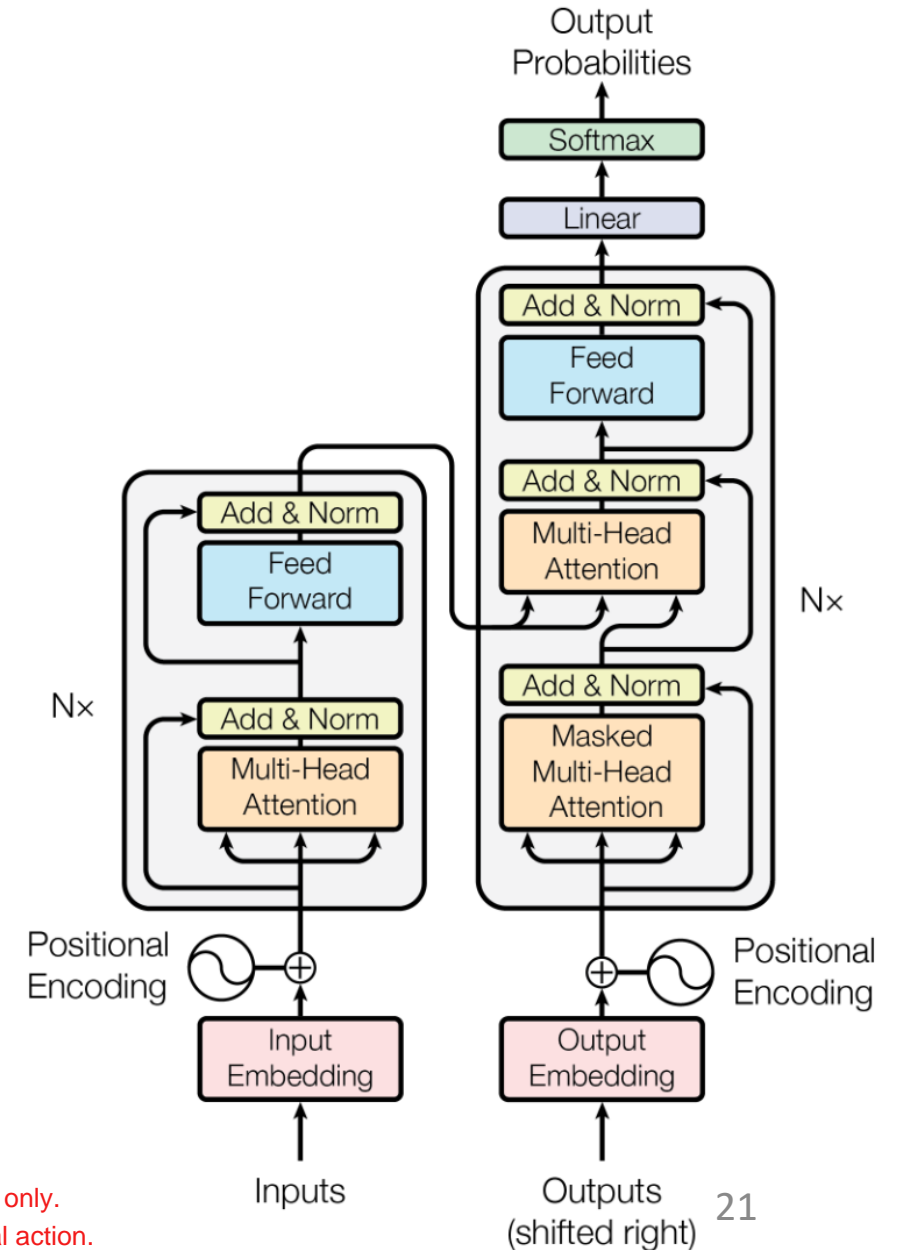 Output
Probabilities
Softmax
Linear
Add & Norm
Feed
Forward
Add & Norm
Multi-Head
Attention
Add & Norm
Masked
Multi-Head
Attention
Nx
Add & Norm
Feed
Forward
Add & Norm
Multi-Head
Attention
Nx
Positional
Encoding
Positional
Encoding
Input
Embedding
Output
Embedding
Inputs
Outputs
(shifted right)
only.
action.
21